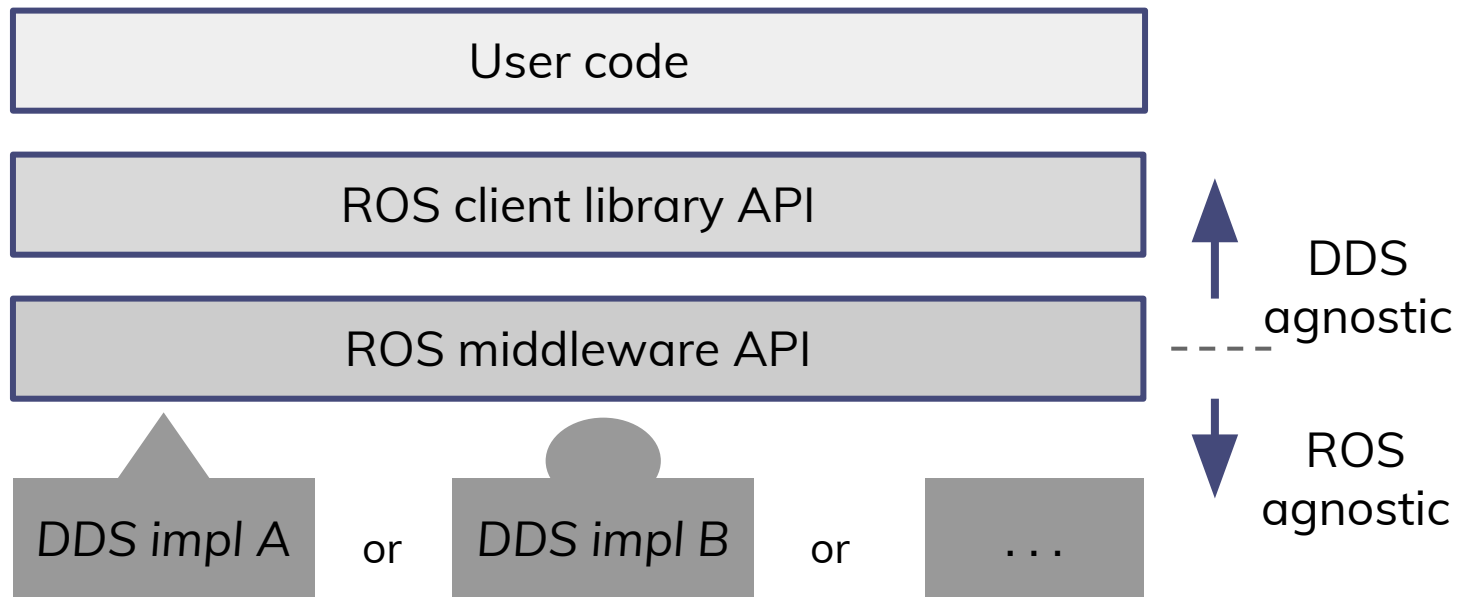 User code
ROS client library API
DDS
agnostic
ROS middleware API
ROS
agnostic
DDS impl A
or
DDS impl B
or
...